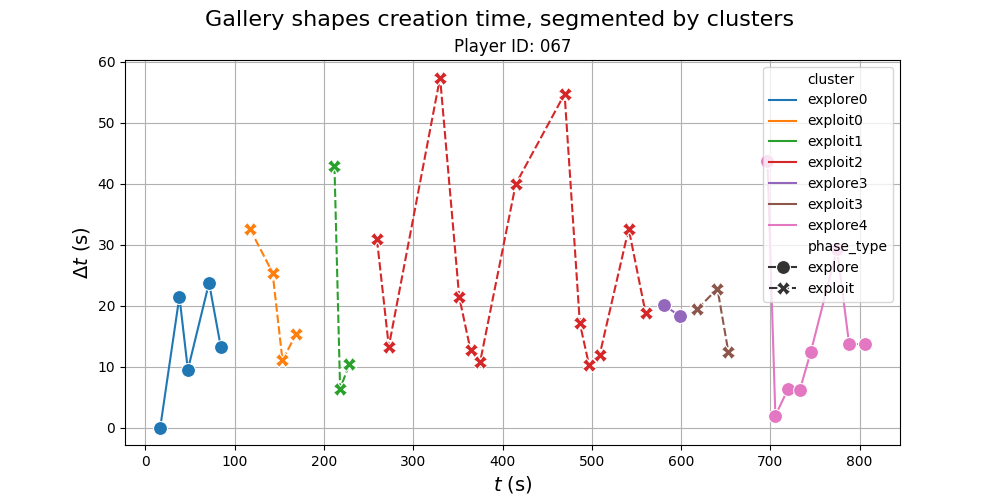 Gallery shapes creation time, segmented by clusters
Player ID: 067
60
50
40
30
20
10
0
Δt (s)
0 100 200 300 400 500 600 700 800
t (s)
cluster
explore0
exploit0
exploit1
exploit2
explore3
exploit3
explore4
phase_type
explore
exploit